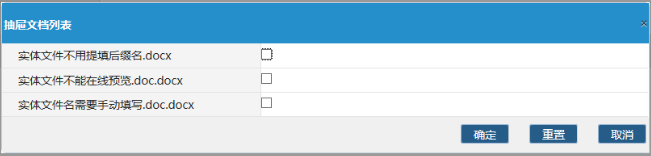 抽屉文档列表
实体文件不用提填后缀名.docx
实体文件不能在线预览.doc.docx
实体文件名需要手动填写.doc.docx
确定 重置 取消